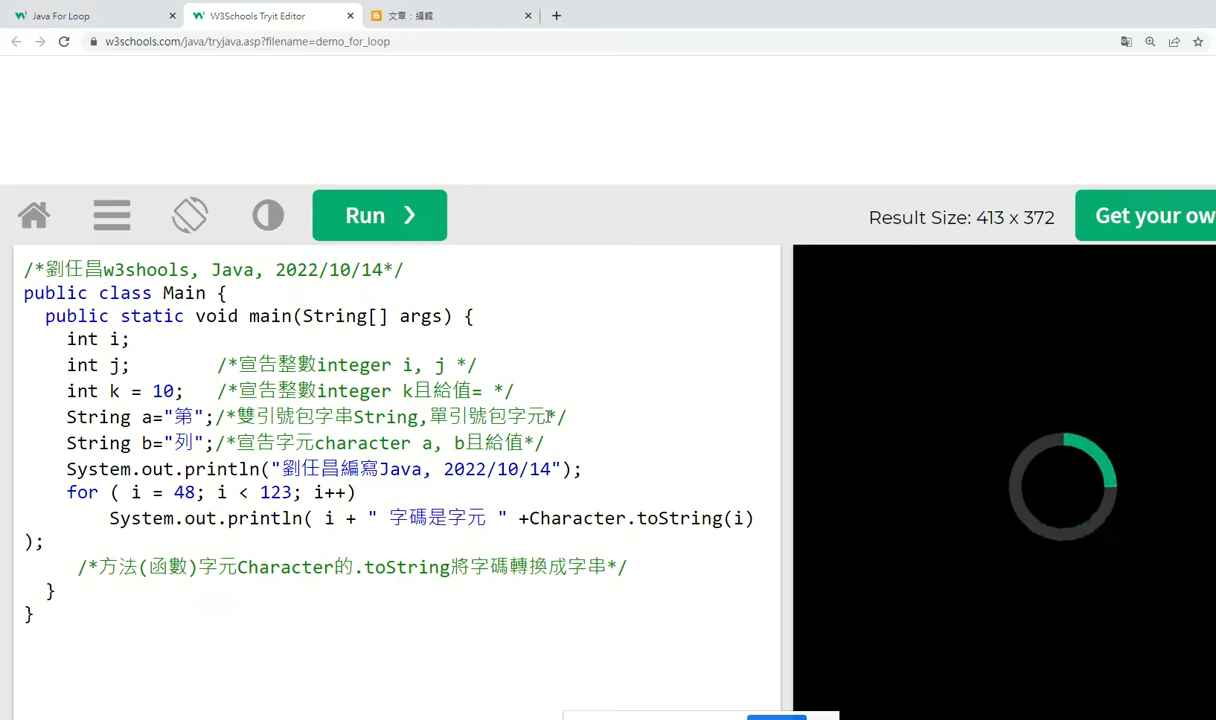 Java For Loop
W3Schools Tryit Editor
文章：編輯
w3schools.com/java/tryjava.asp?filename=demo_for_loop
Run ❯
Result Size: 413 x 372
Get your ow
/*劉任昌w3shools, Java, 2022/10/14*/
public class Main {
public static void main(String[] args) {
int i;
int j; /*宣告整數integer i, j */
int k = 10; /*宣告整數integer k且給值= */
String a="第";/*雙引號包字串String,單引號包字元*/
String b="列";/*宣告字元character a, b且給值*/
System.out.println("劉任昌編寫Java, 2022/10/14");
for ( i = 48; i < 123; i++)
System.out.println( i + " 字碼是字元 " +Character.toString(i)
);
/*方法(函數)字元Character的.toString將字碼轉換成字串*/
}
}